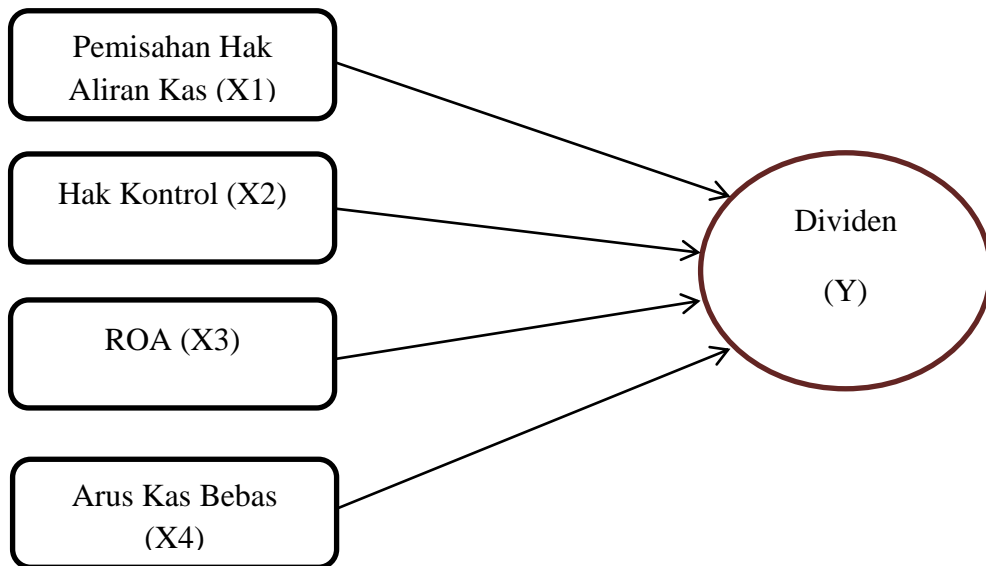 Pemisahan Hak
Aliran Kas (X1)
Hak Kontrol (X2)
ROA (X3)
Arus Kas Bebas
(X4)
Dividen
(Y)